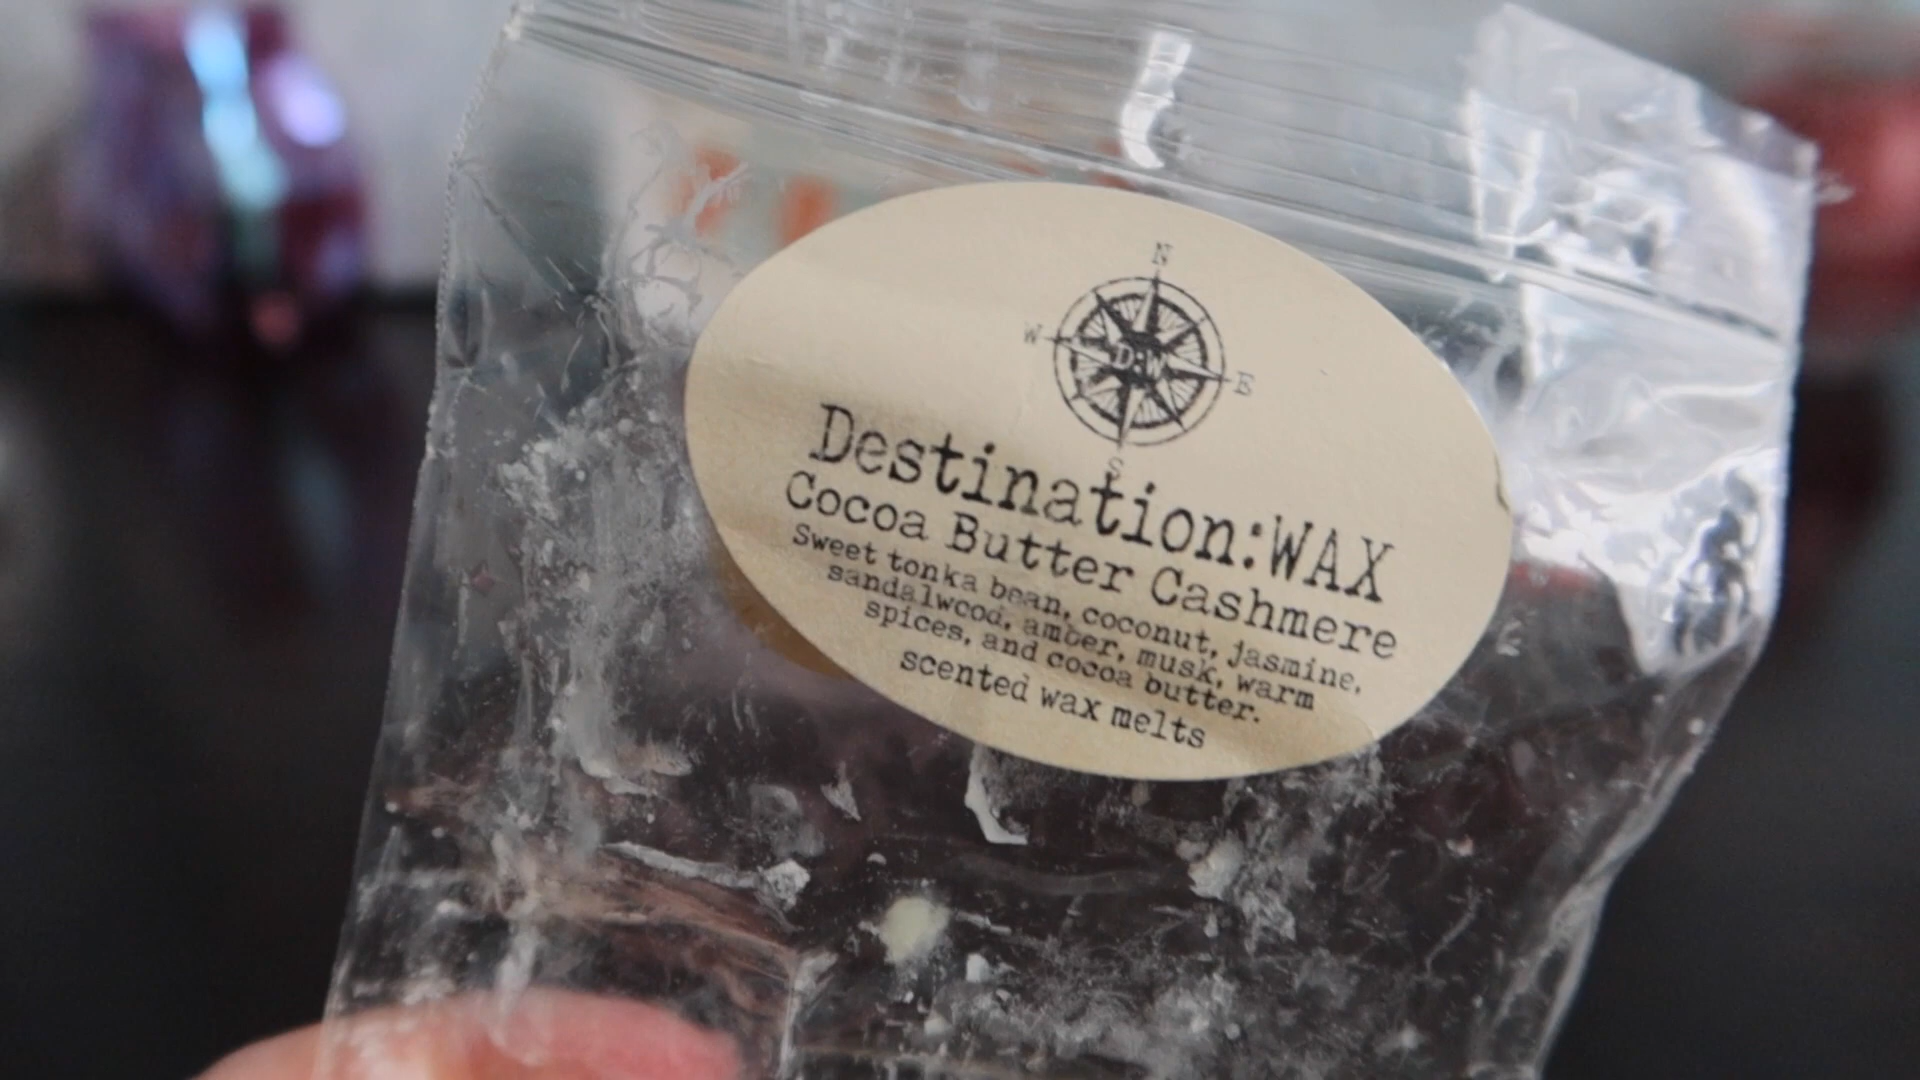 N
W
D:W
E
S
Destination:WAX
Cocoa Butter Cashmere
Sweet tonka bean, coconut, jasmine,
sandalwood, amber, musk, warm
spices, and cocoa butter.
scented wax melts